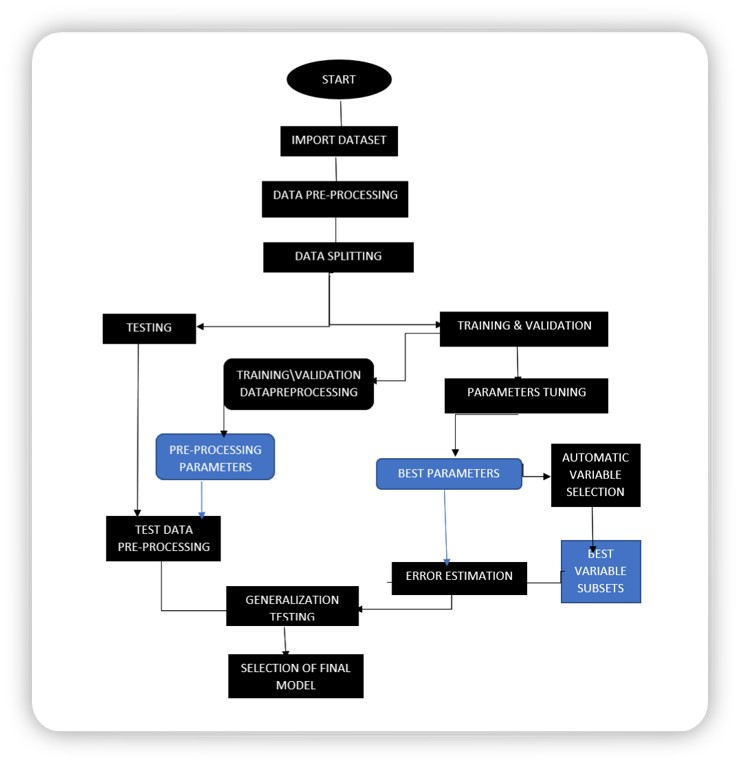 START
IMPORT DATASET
DATA PRE-PROCESSING
DATA SPLITTING
TESTING
TRAINING & VALIDATION
TRAINING\VALIDATION
DATAPREPROCESSING
PARAMETERS TUNING
PRE-PROCESSING
PARAMETERS
BEST PARAMETERS
AUTOMATIC
VARIABLE
SELECTION
TEST DATA
PRE-PROCESSING
BEST
VARIABLE
SUBSETS
ERROR ESTIMATION
GENERALIZATION
TESTING
SELECTION OF FINAL
MODEL